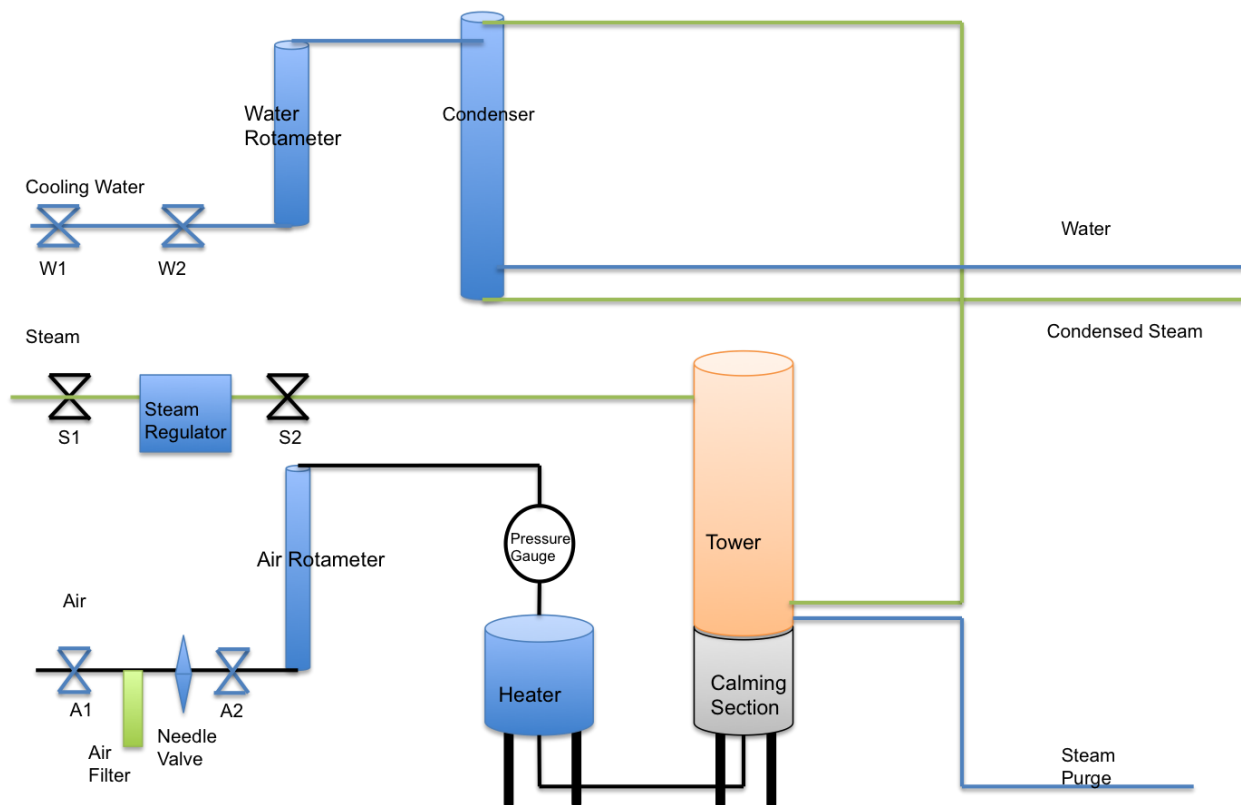 Water
Rotameter
Condenser
Cooling Water
W1
W2
Water
Condensed Steam
Steam
S1
Steam
Regulator
S2
Pressure
Gauge
Tower
Air Rotameter
Air
A1
Air
Filter
Needle
Valve
A2
Heater
Calming
Section
Steam
Purge